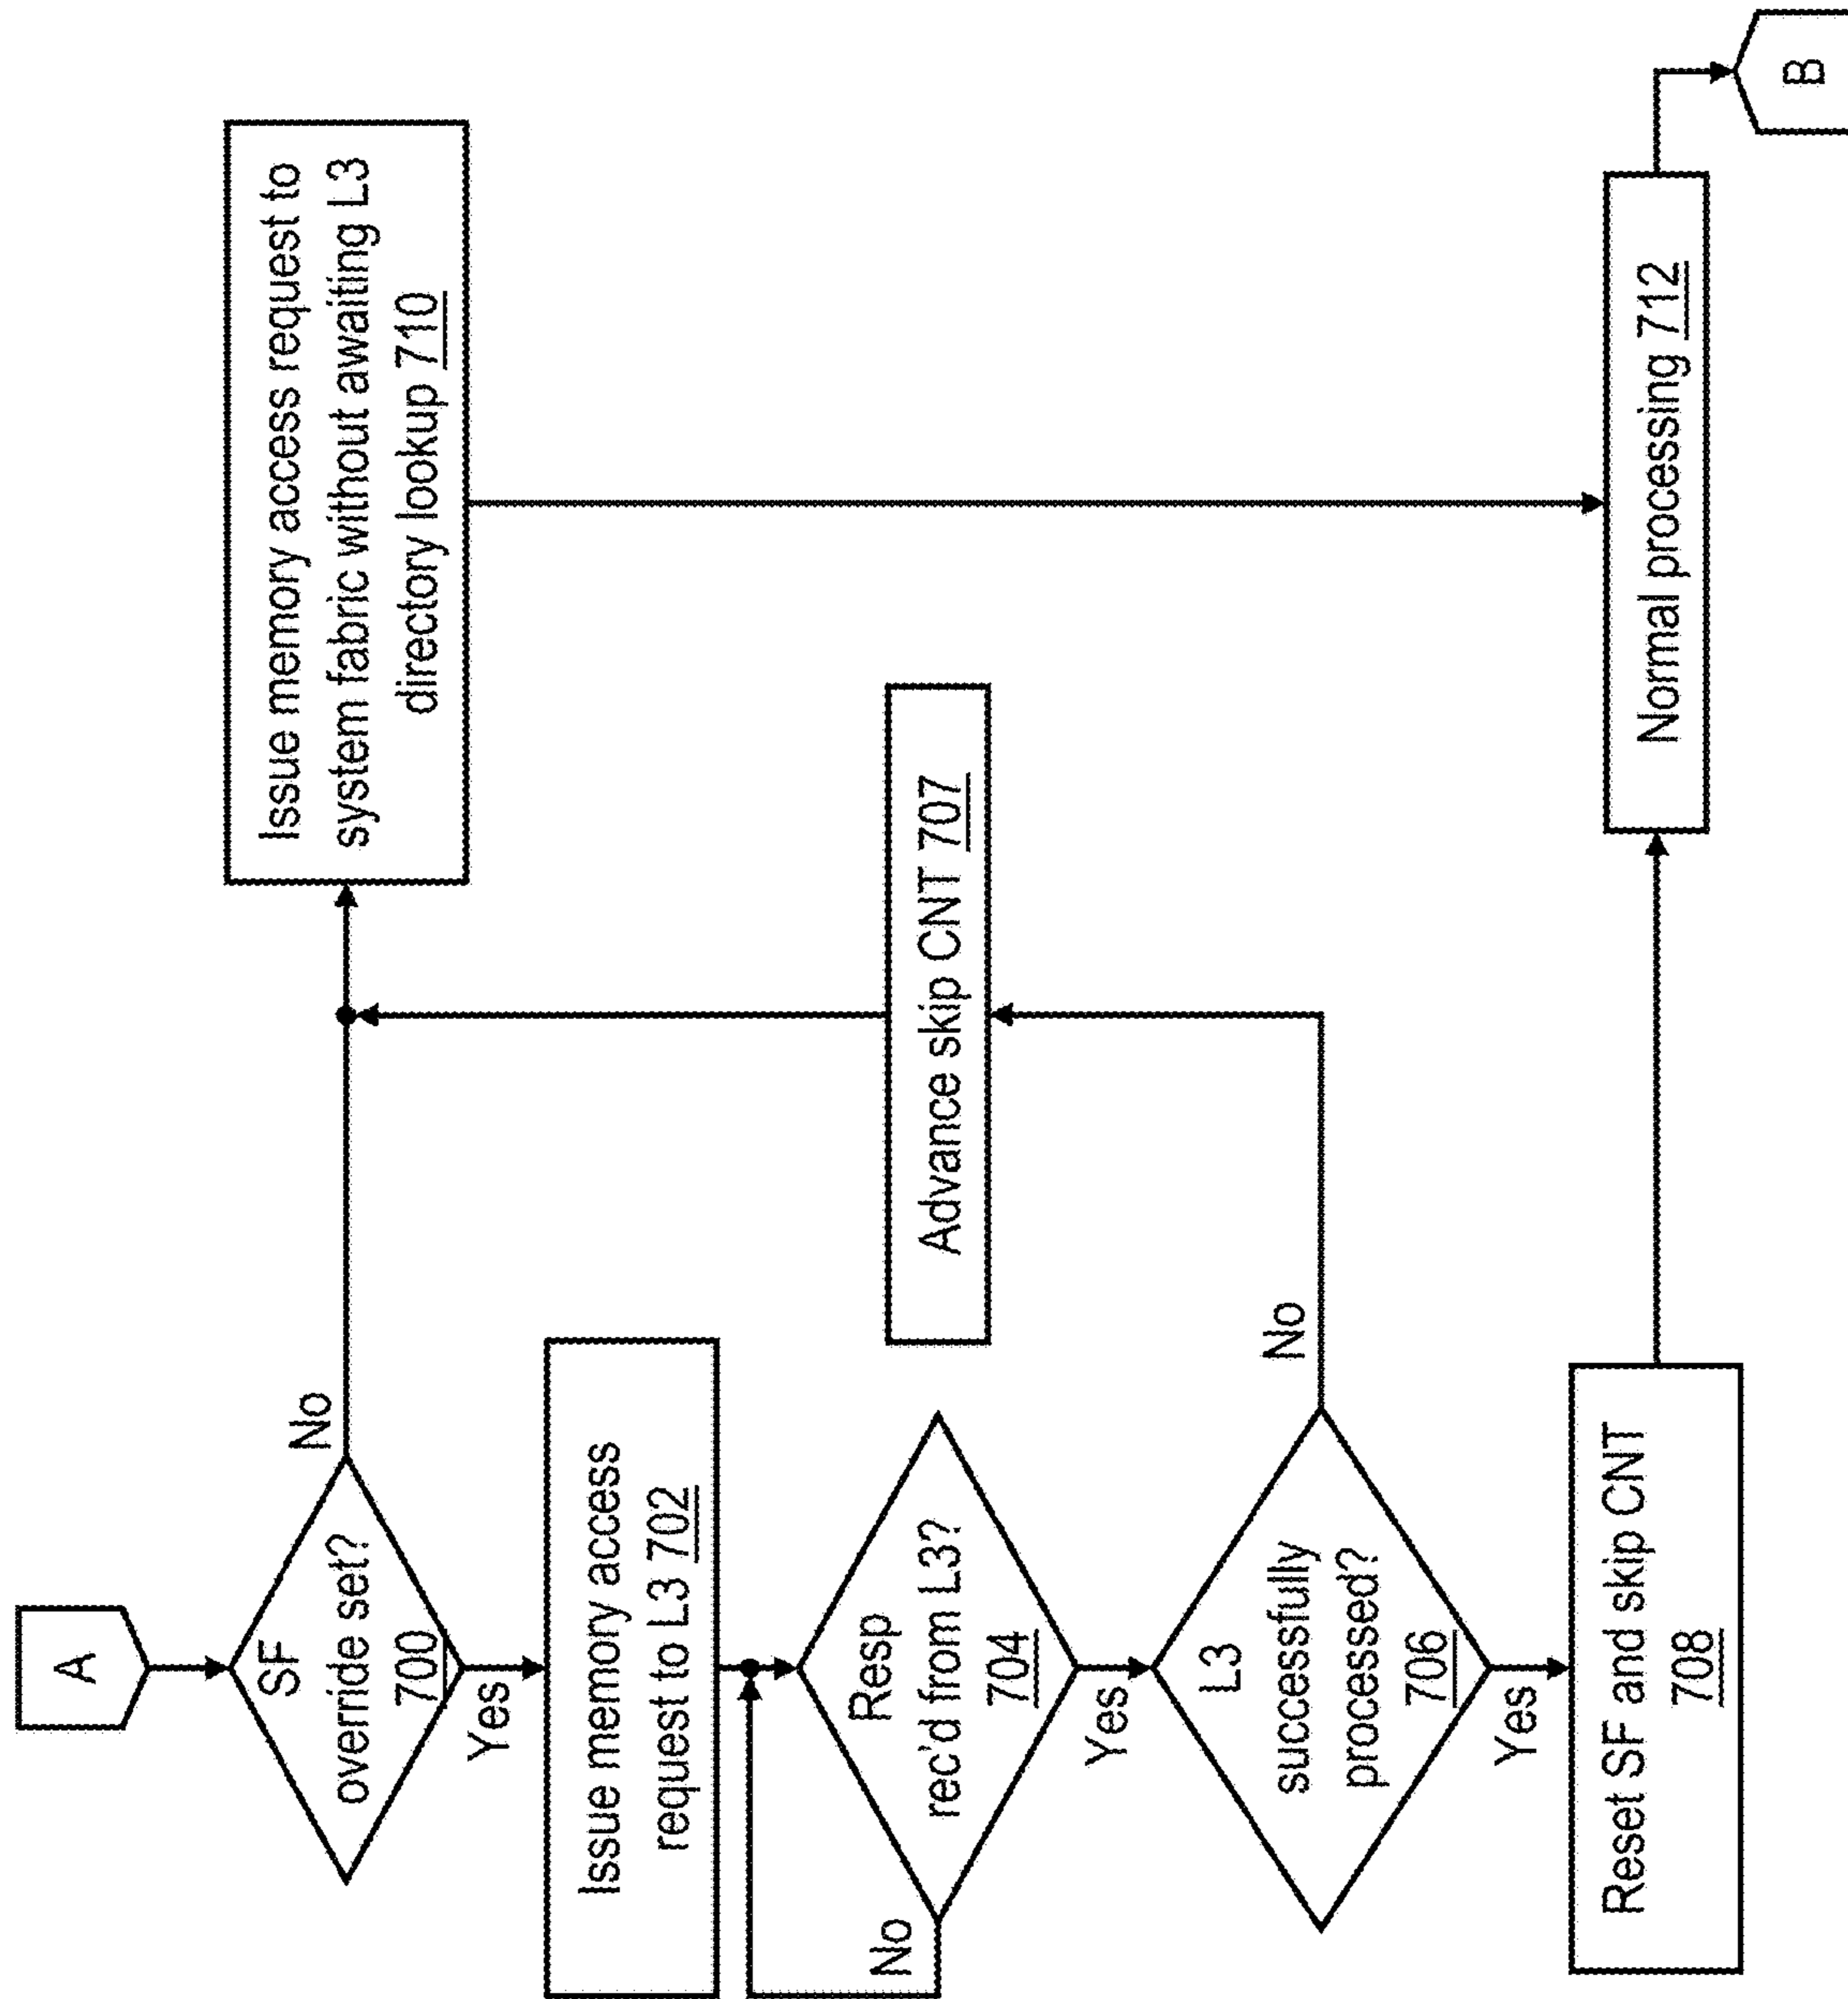 A
SF
override set?
700
No
Yes
Issue memory access
request to L3 702
Resp
rec'd from L3?
704
No
Yes
L3
successfully
processed?
706
No
Yes
Advance skip CNT 707
Reset SF and skip CNT
708
Issue memory access request to
system fabric without awaiting L3
directory lookup 710
Normal processing 712
B